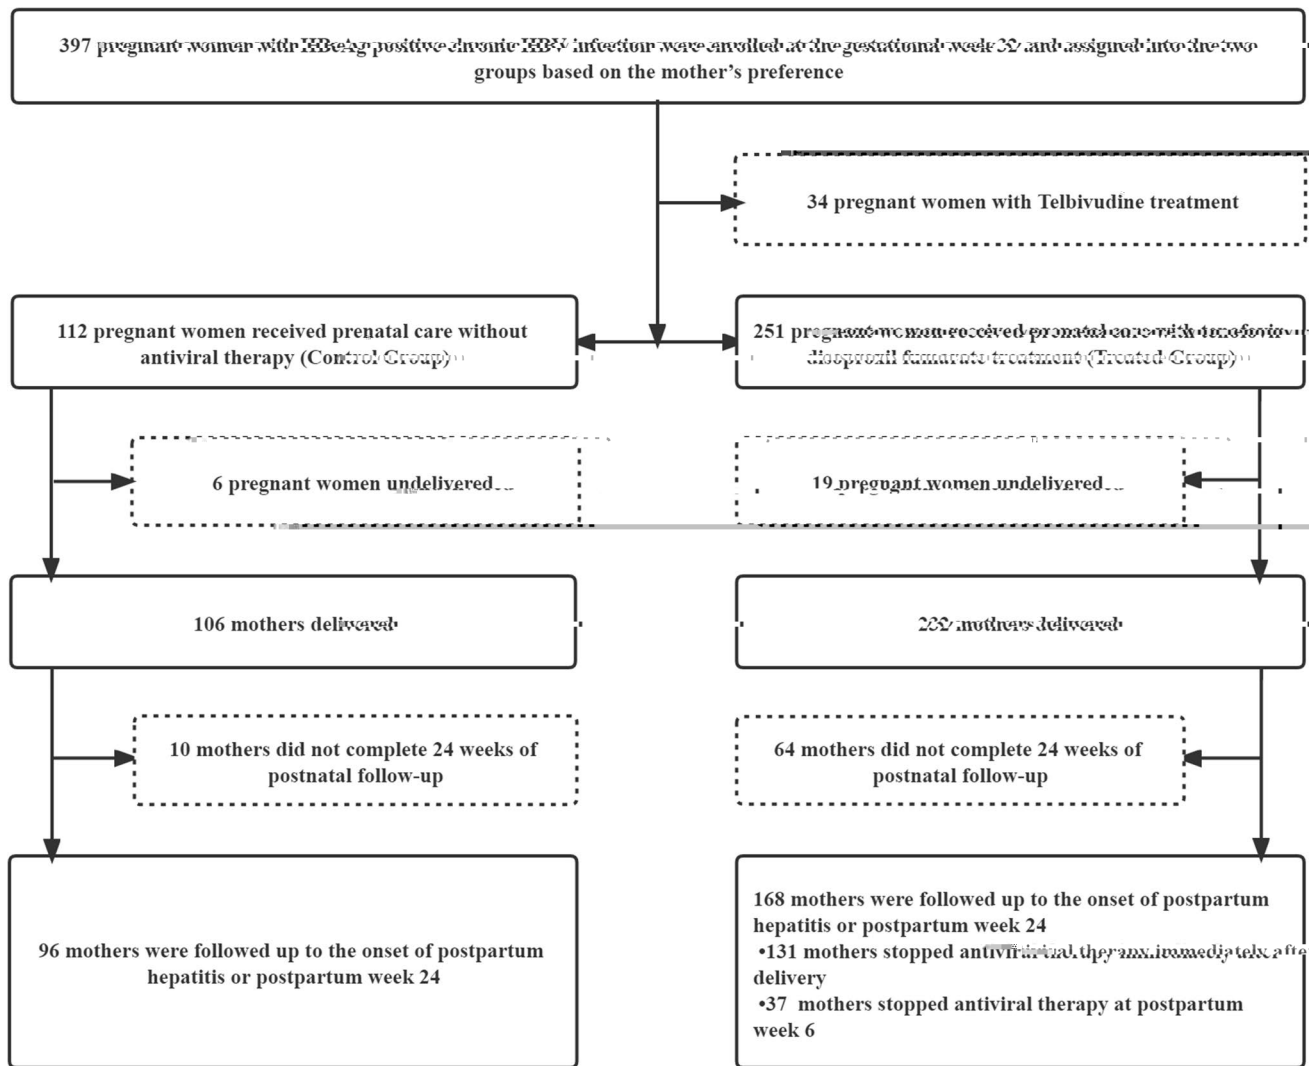 397 pregnant women with HBeAg positive chronic HBV infection were enrolled at the gestational week 32 and assigned into the two
groups based on the mother's preference
34 pregnant women with Telbivudine treatment
112 pregnant women received prenatal care without
antiviral therapy (Control Group)
251 pregnant women received prenatal care with tenofovir
disoproxil fumarate treatment (Treated Group)
6 pregnant women undelivered
19 pregnant women undelivered
106 mothers delivered
232 mothers delivered
10 mothers did not complete 24 weeks of
postnatal follow-up
64 mothers did not complete 24 weeks of
postnatal follow-up
96 mothers were followed up to the onset of postpartum
hepatitis or postpartum week 24
168 mothers were followed up to the onset of postpartum
hepatitis or postpartum week 24
•131 mothers stopped antiviral therapy immediately after
delivery
•37 mothers stopped antiviral therapy at postpartum
week 6